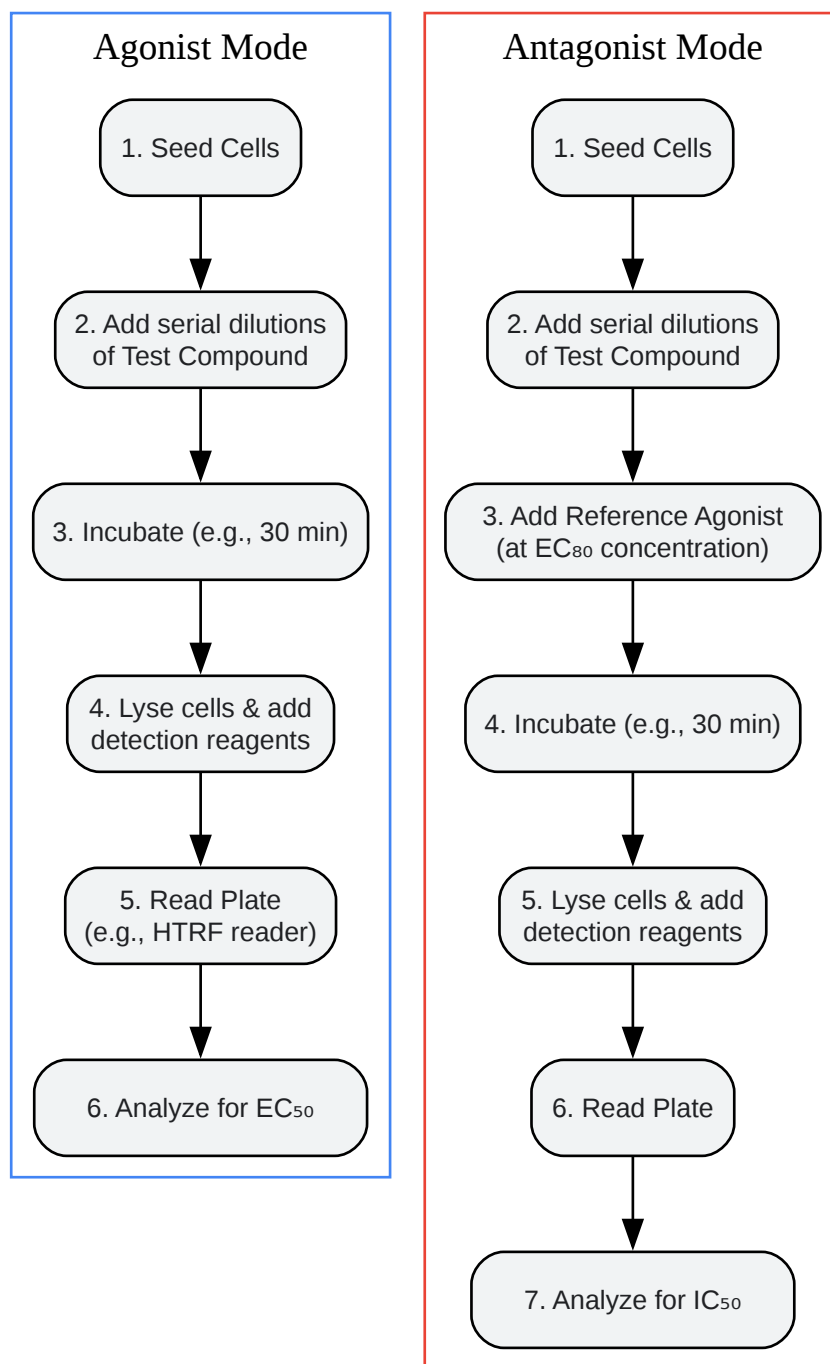 Agonist Mode
1. Seed Cells
2. Add serial dilutions
of Test Compound
3. Incubate (e.g., 30 min)
4. Lyse cells & add
detection reagents
5. Read Plate
(e.g., HTRF reader)
6. Analyze for EC₅₀
Antagonist Mode
1. Seed Cells
2. Add serial dilutions
of Test Compound
3. Add Reference Agonist
(at EC₈₀ concentration)
4. Incubate (e.g., 30 min)
5. Lyse cells & add
detection reagents
6. Read Plate
7. Analyze for IC₅₀